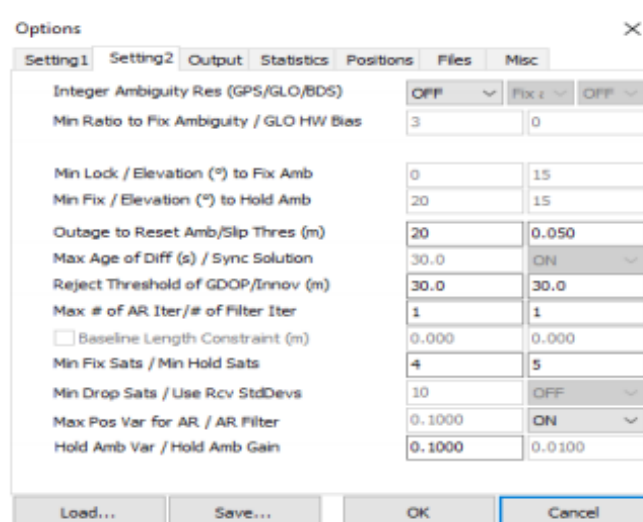 Options
Setting1 Setting2 Output Statistics Positions Files Misc
Integer Ambiguity Res (GPS/GLO/BDS) OFF Fix OFF
Min Ratio to Fix Ambiguity / GLO HW Bias 3 0
Min Lock / Elevation (°) to Fix Amb 0 15
Min Fix / Elevation (°) to Hold Amb 20 15
Outage to Reset Amb/Slip Thres (m) 20 0.050
Max Age of Diff (s) / Sync Solution 30.0 ON
Reject Threshold of GDOP/Innov (m) 30.0 30.0
Max # of AR Iter/# of Filter Iter 1 1
Baseline Length Constraint (m) 0.000 0.000
Min Fix Sats / Min Hold Sats 4 5
Min Drop Sats / Use Rcv StdDevs 10 OFF
Max Pos Var for AR / AR Filter 0.1000 ON
Hold Amb Var / Hold Amb Gain 0.1000 0.0100
Load... Save... OK Cancel